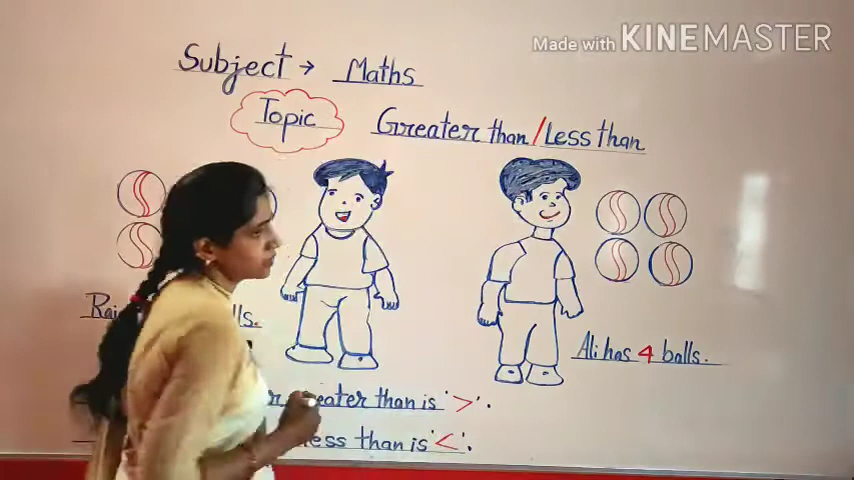 Made with KINEMASTER
Subject → Maths
Topic Greater than/Less than
Ali has 4 balls.
greater than is '>'.
less than is '<'.